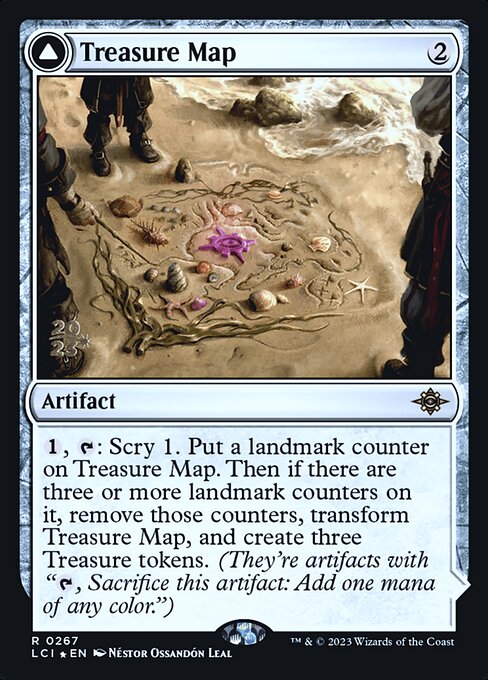 Treasure Map 2
Artifact
1, T: Scry 1. Put a landmark counter
on Treasure Map. Then if there are
three or more landmark counters on
it, remove those counters, transform
Treasure Map, and create three
Treasure tokens. (They're artifacts with
“T, Sacrifice this artifact: Add one mana
of any color.”)
R 0267
LCI ★ EN Néstor Ossandón Leal
™ & © 2023 Wizards of the Coast